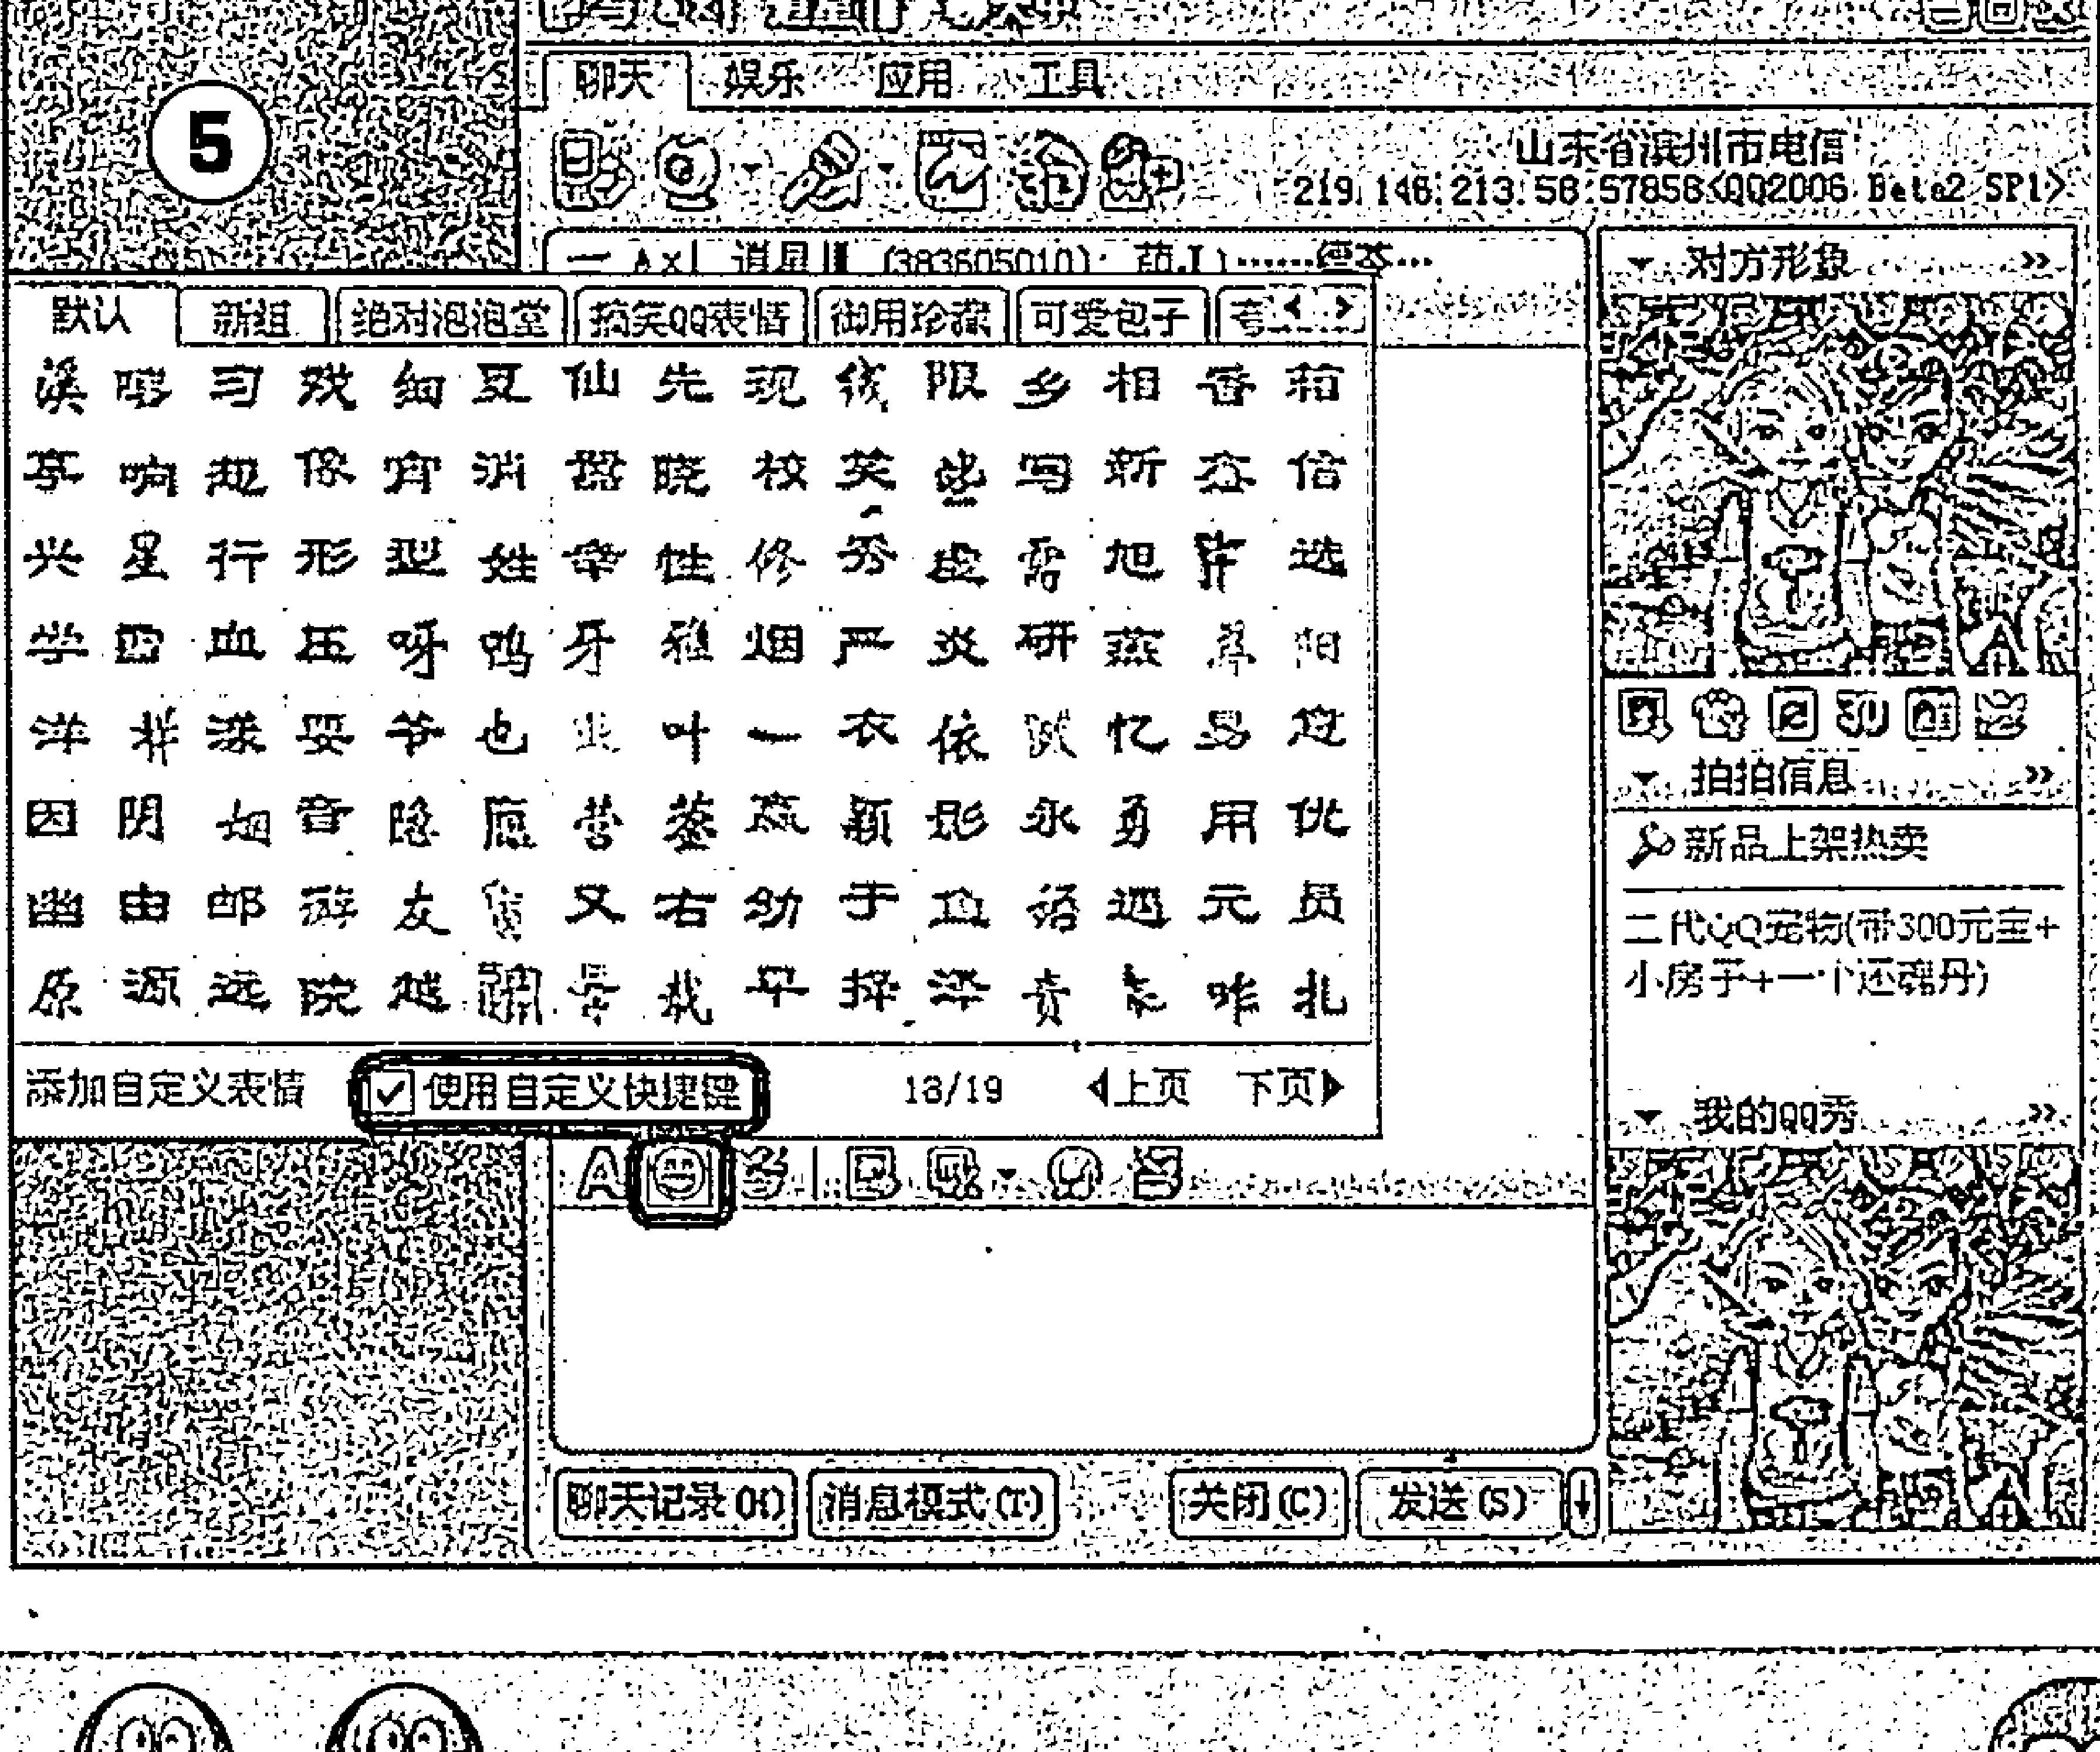 5
聊天 娱乐 应用 工具
山东省滨州市电信
219.146.213.58:57858<QQ2006 Beta2 SP1>
(383605010):
对方形象
默认 新组 绝对泡泡堂 搞笑QQ表情 御用珍藏 可爱包子 夸
溪 习 戏 细 夏 仙 先 现 线 限 乡 相 香 箱
享 响 想 像 宵 消 嚣 晓 校 笑 些 写 新 信
兴 星 行 形 型 姓 幸 性 修 秀 虚 需 旭 许 选
学 雪 血 压 呀 鸭 牙 雅 烟 严 炎 研 燕 阳
洋 样 漾 耍 爷 也 业 叶 一 衣 依 忆 易 意
因 阴 姻 音 隐 应 营 颖 影 永 勇 用 优
幽 由 邮 游 友 又 右 幼 于 语 遇 元 员
原 源 远 院 越 哉 早 择 泽 责 怎 咋 扎
添加自定义表情 使用自定义快捷键 13/19 上页 下页
拍拍信息
新品上架热卖
二代QQ宠物(带300元宝+
小房子+一个还魂丹)
我的QQ秀
聊天记录(H) 消息模式(T) 关闭(C) 发送(S)